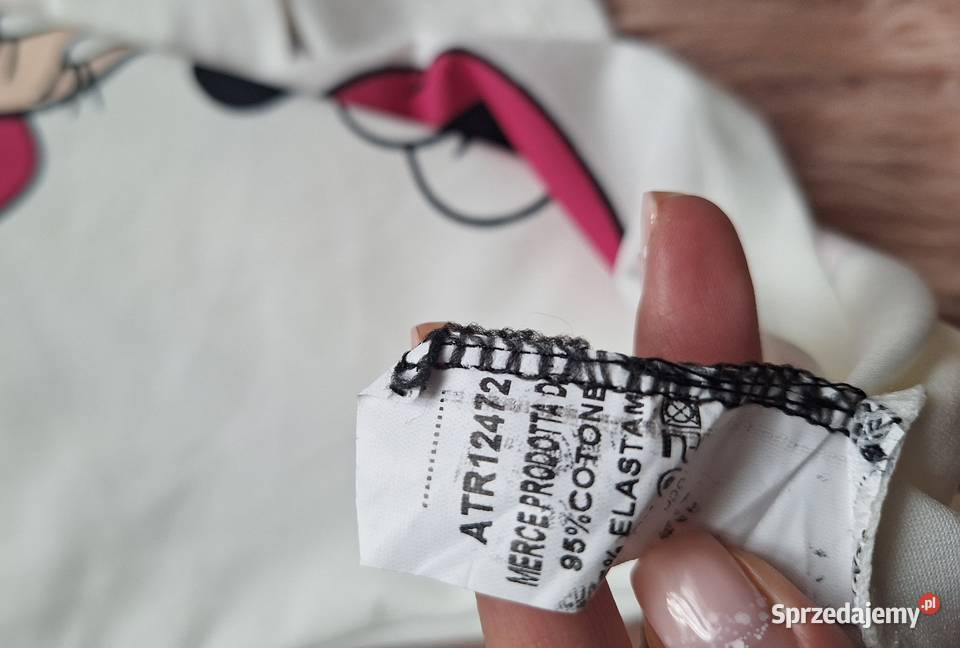 ATR12472
MERCE PRODOTTA
95%COTONE
% ELASTAM
Sprzedajemy.pl